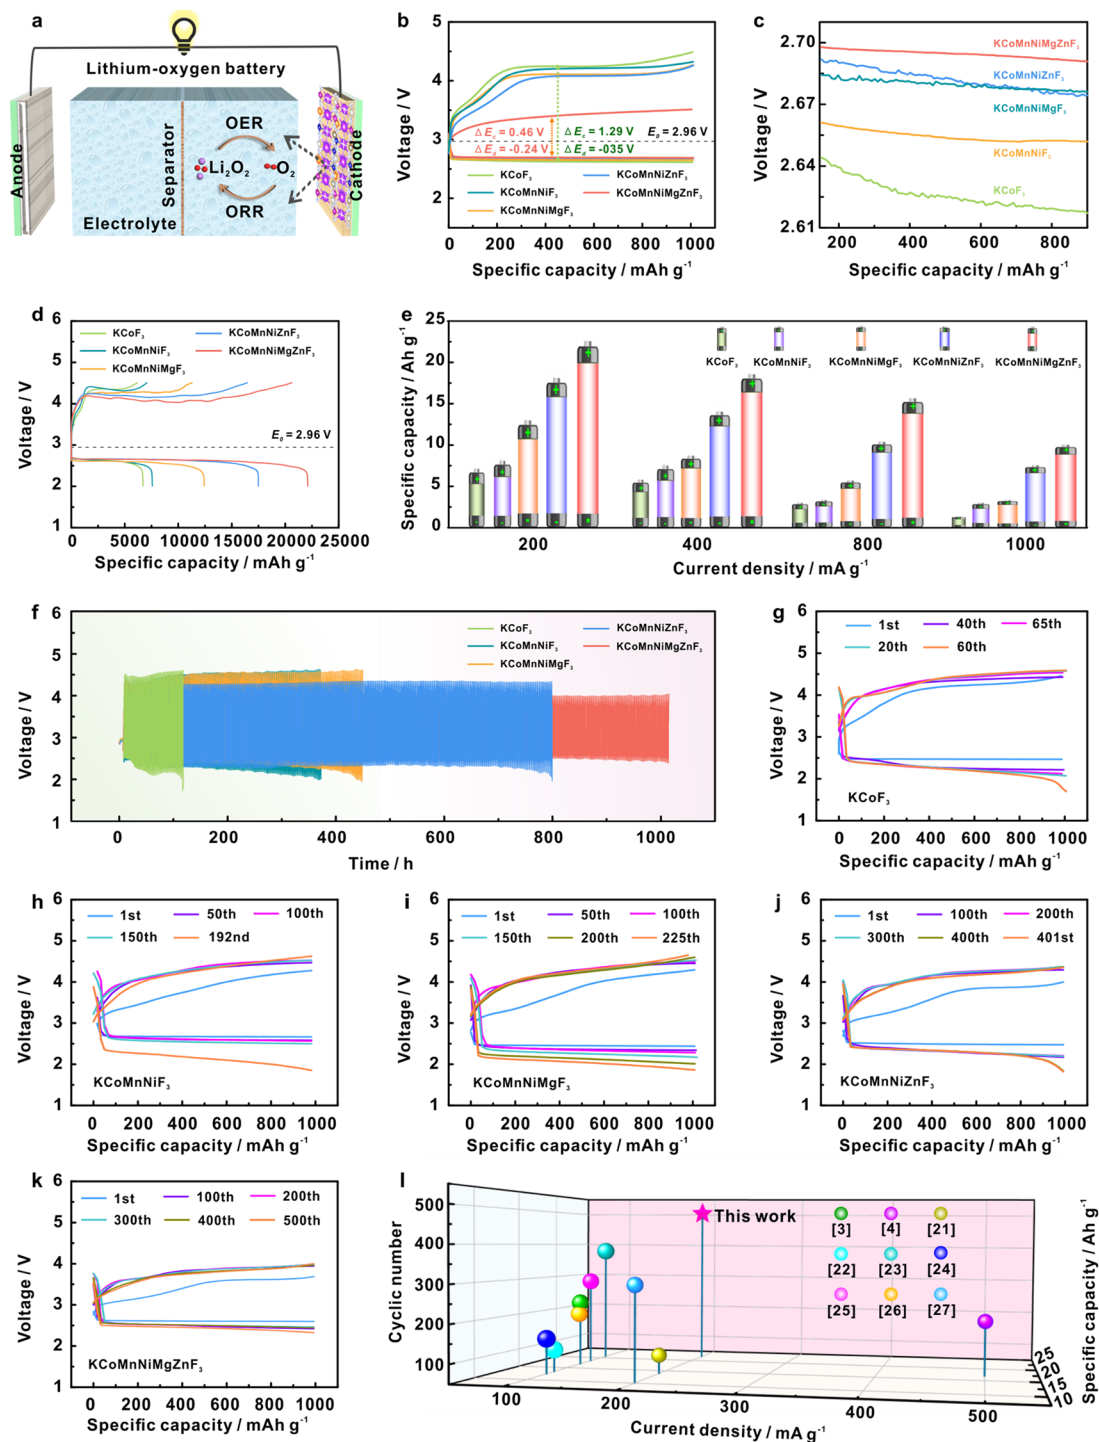 a
Lithium-oxygen battery
Anode
Separator
OER
Li2O2
O2
ORR
Electrolyte
Cathode
b
Voltage / V
5
4
3
2
ΔEc = 0.46 V
ΔEc = 1.29 V
E0 = 2.96 V
ΔEd = -0.24 V
ΔEd = -035 V
KCoF3
KCoMnNiZnF3
KCoMnNiF3
KCoMnNiMgZnF3
KCoMnNiMgF3
0 200 400 600 800 1000
Specific capacity / mAh g-1
c
Voltage / V
2.70
2.67
2.64
2.61
KCoMnNiMgZnF3
KCoMnNiZnF3
KCoMnNiMgF3
KCoMnNiF3
KCoF3
200 400 600 800
Specific capacity / mAh g-1
d
Voltage / V
6
5
4
3
2
1
KCoF3
KCoMnNiZnF3
KCoMnNiF3
KCoMnNiMgZnF3
KCoMnNiMgF3
E0 = 2.96 V
0 5000 10000 15000 20000 25000
Specific capacity / mAh g-1
e
Specific capacity / Ah g-1
25
20
15
10
5
0
KCoF3
KCoMnNiF3
KCoMnNiMgF3
KCoMnNiZnF3
KCoMnNiMgZnF3
200 400 800 1000
Current density / mA g-1
f
Voltage / V
6
5
4
3
2
1
KCoF3
KCoMnNiZnF3
KCoMnNiF3
KCoMnNiMgZnF3
KCoMnNiMgF3
0 200 400 600 800 1000
Time / h
g
Voltage / V
6
5
4
3
2
1
1st 40th 65th
20th 60th
KCoF3
0 200 400 600 800 1000
Specific capacity / mAh g-1
h
Voltage / V
6
5
4
3
2
1
1st 50th 100th
150th 192nd
KCoMnNiF3
0 200 400 600 800 1000
Specific capacity / mAh g-1
i
Voltage / V
6
5
4
3
2
1
1st 50th 100th
150th 200th 225th
KCoMnNiMgF3
0 200 400 600 800 1000
Specific capacity / mAh g-1
j
Voltage / V
6
5
4
3
2
1
1st 100th 200th
300th 400th 401st
KCoMnNiZnF3
0 200 400 600 800 1000
Specific capacity / mAh g-1
k
Voltage / V
6
5
4
3
2
1
1st 100th 200th
300th 400th 500th
KCoMnNiMgZnF3
0 200 400 600 800 1000
Specific capacity / mAh g-1
l
Cyclic number
500
400
300
200
100
This work
[3] [4] [21]
[22] [23] [24]
[25] [26] [27]
100 200 300 400 500
Current density / mA g-1
25
20
15
10
Specific capacity / Ah g-1